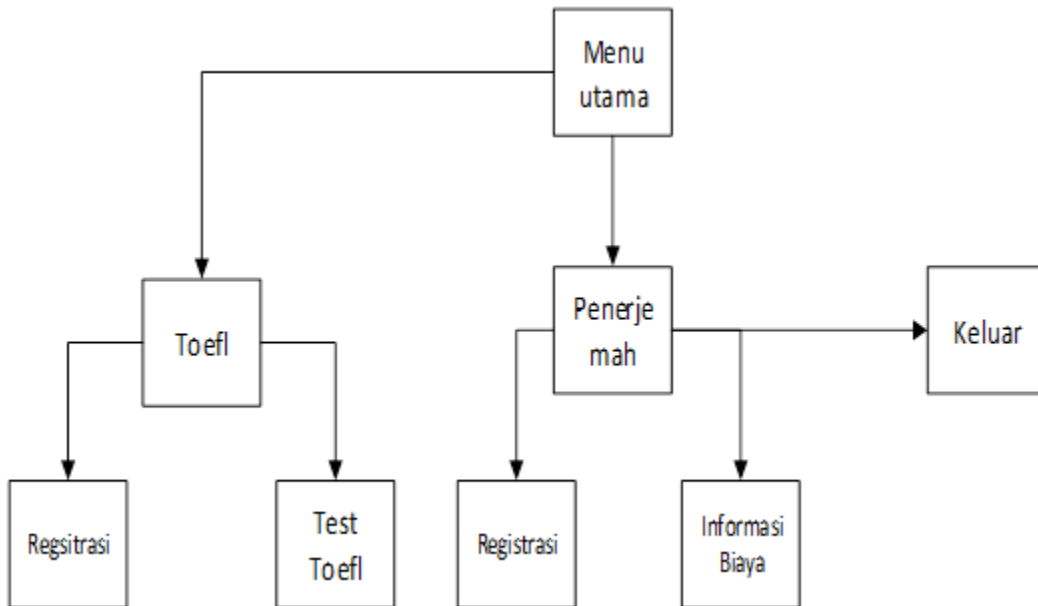 Menu
utama
Toefl
Penerje
mah
Keluar
Regsitrasi
Test
Toefl
Registrasi
Informasi
Biaya